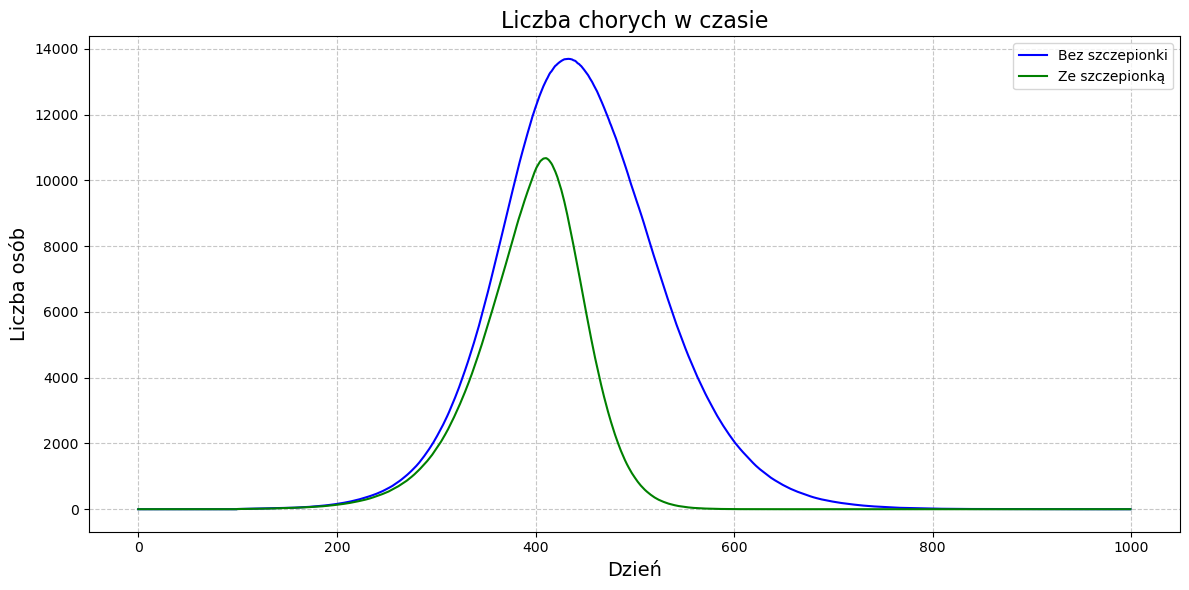 Liczba chorych w czasie
Bez szczepionki
Ze szczepionką
Liczba osób
14000
12000
10000
8000
6000
4000
2000
0
0 200 400 600 800 1000
Dzień